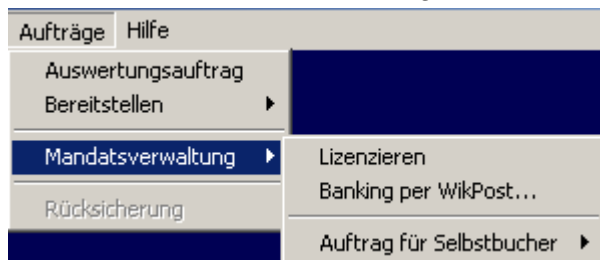 Aufträge Hilfe
Auswertungsauftrag
Bereitstellen
Mandatsverwaltung
Rücksicherung
Lizenzieren
Banking per WikPost...
Auftrag für Selbstbucher